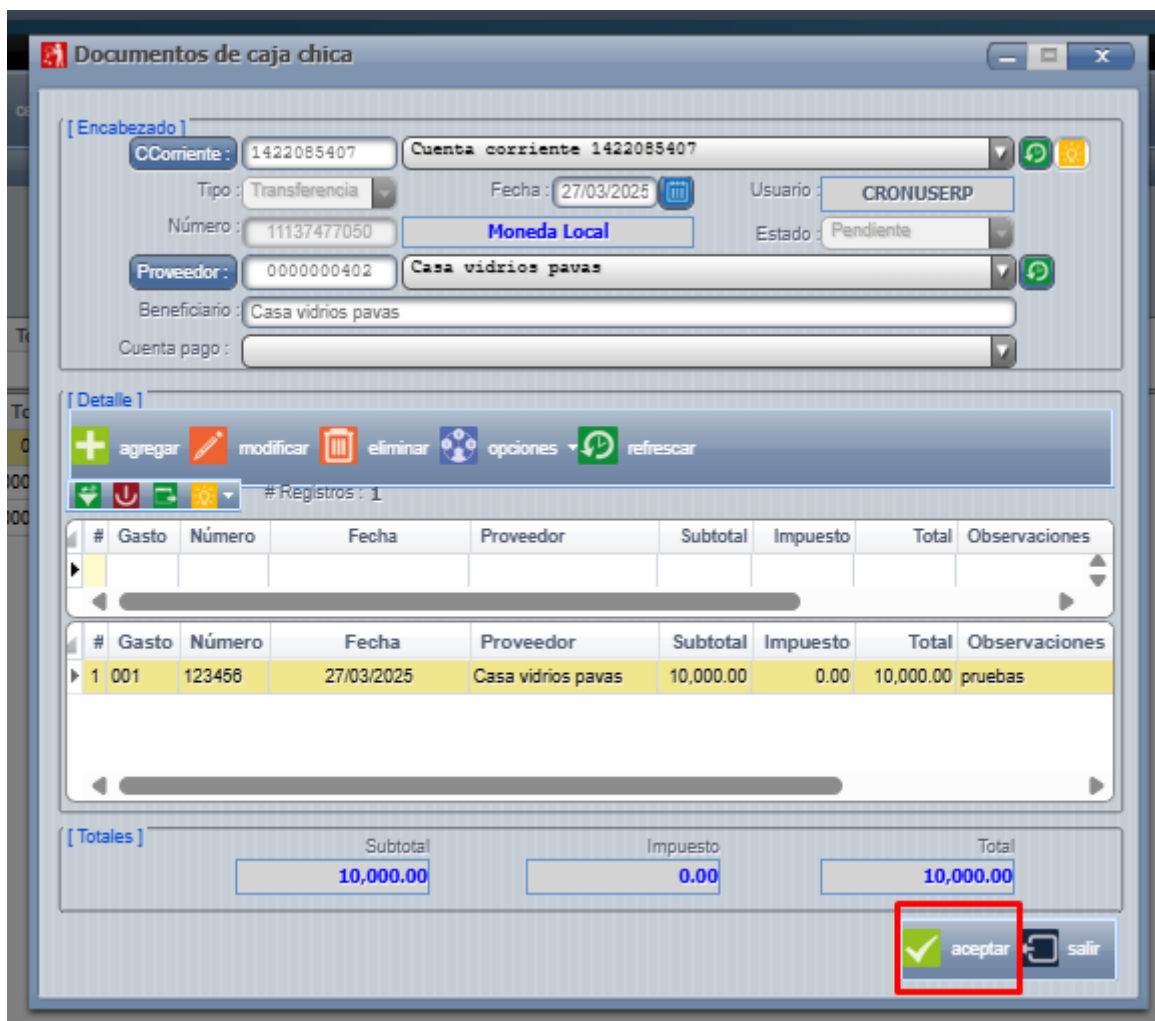 Documentos de caja chica
[ Encabezado ]
CCorriente : 1422085407 Cuenta corriente 1422085407
Tipo : Transferencia Fecha : 27/03/2025 Usuario : CRONUSERP
Número : 11137477050 Moneda Local Estado : Pendiente
Proveedor : 0000000402 Casa vidrios pavas
Beneficiario : Casa vidrios pavas
Cuenta pago :
[ Detalle ]
agregar modificar eliminar opciones refrescar
# Registros : 1
# Gasto Número Fecha Proveedor Subtotal Impuesto Total Observaciones
# Gasto Número Fecha Proveedor Subtotal Impuesto Total Observaciones
1 001 123456 27/03/2025 Casa vidrios pavas 10,000.00 0.00 10,000.00 pruebas
[ Totales ]
Subtotal Impuesto Total
10,000.00 0.00 10,000.00
aceptar salir